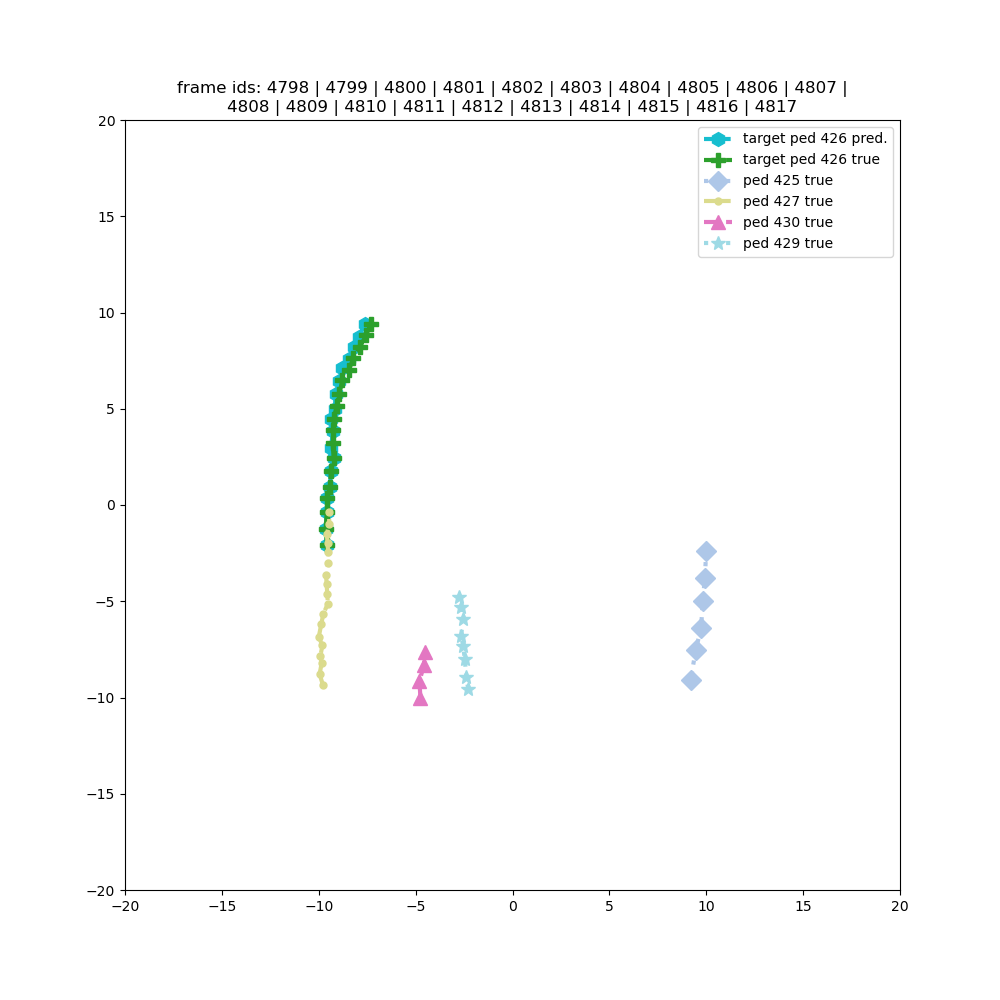 frame ids: 4798 | 4799 | 4800 | 4801 | 4802 | 4803 | 4804 | 4805 | 4806 | 4807 |
4808 | 4809 | 4810 | 4811 | 4812 | 4813 | 4814 | 4815 | 4816 | 4817
target ped 426 pred.
target ped 426 true
ped 425 true
ped 427 true
ped 430 true
ped 429 true
20
15
10
5
0
−5
−10
−15
−20
−20 −15 −10 −5 0 5 10 15 20